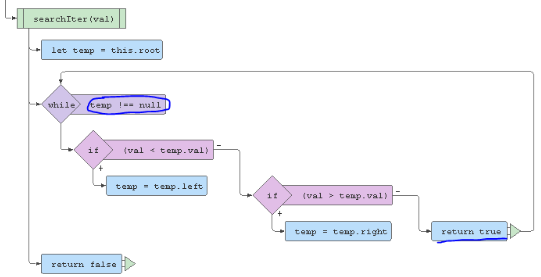 searchIter(val)
let temp = this.root
while temp !== null
if (val < temp.val) -
+
temp = temp.left
if (val > temp.val) -
+
temp = temp.right
return true
return false